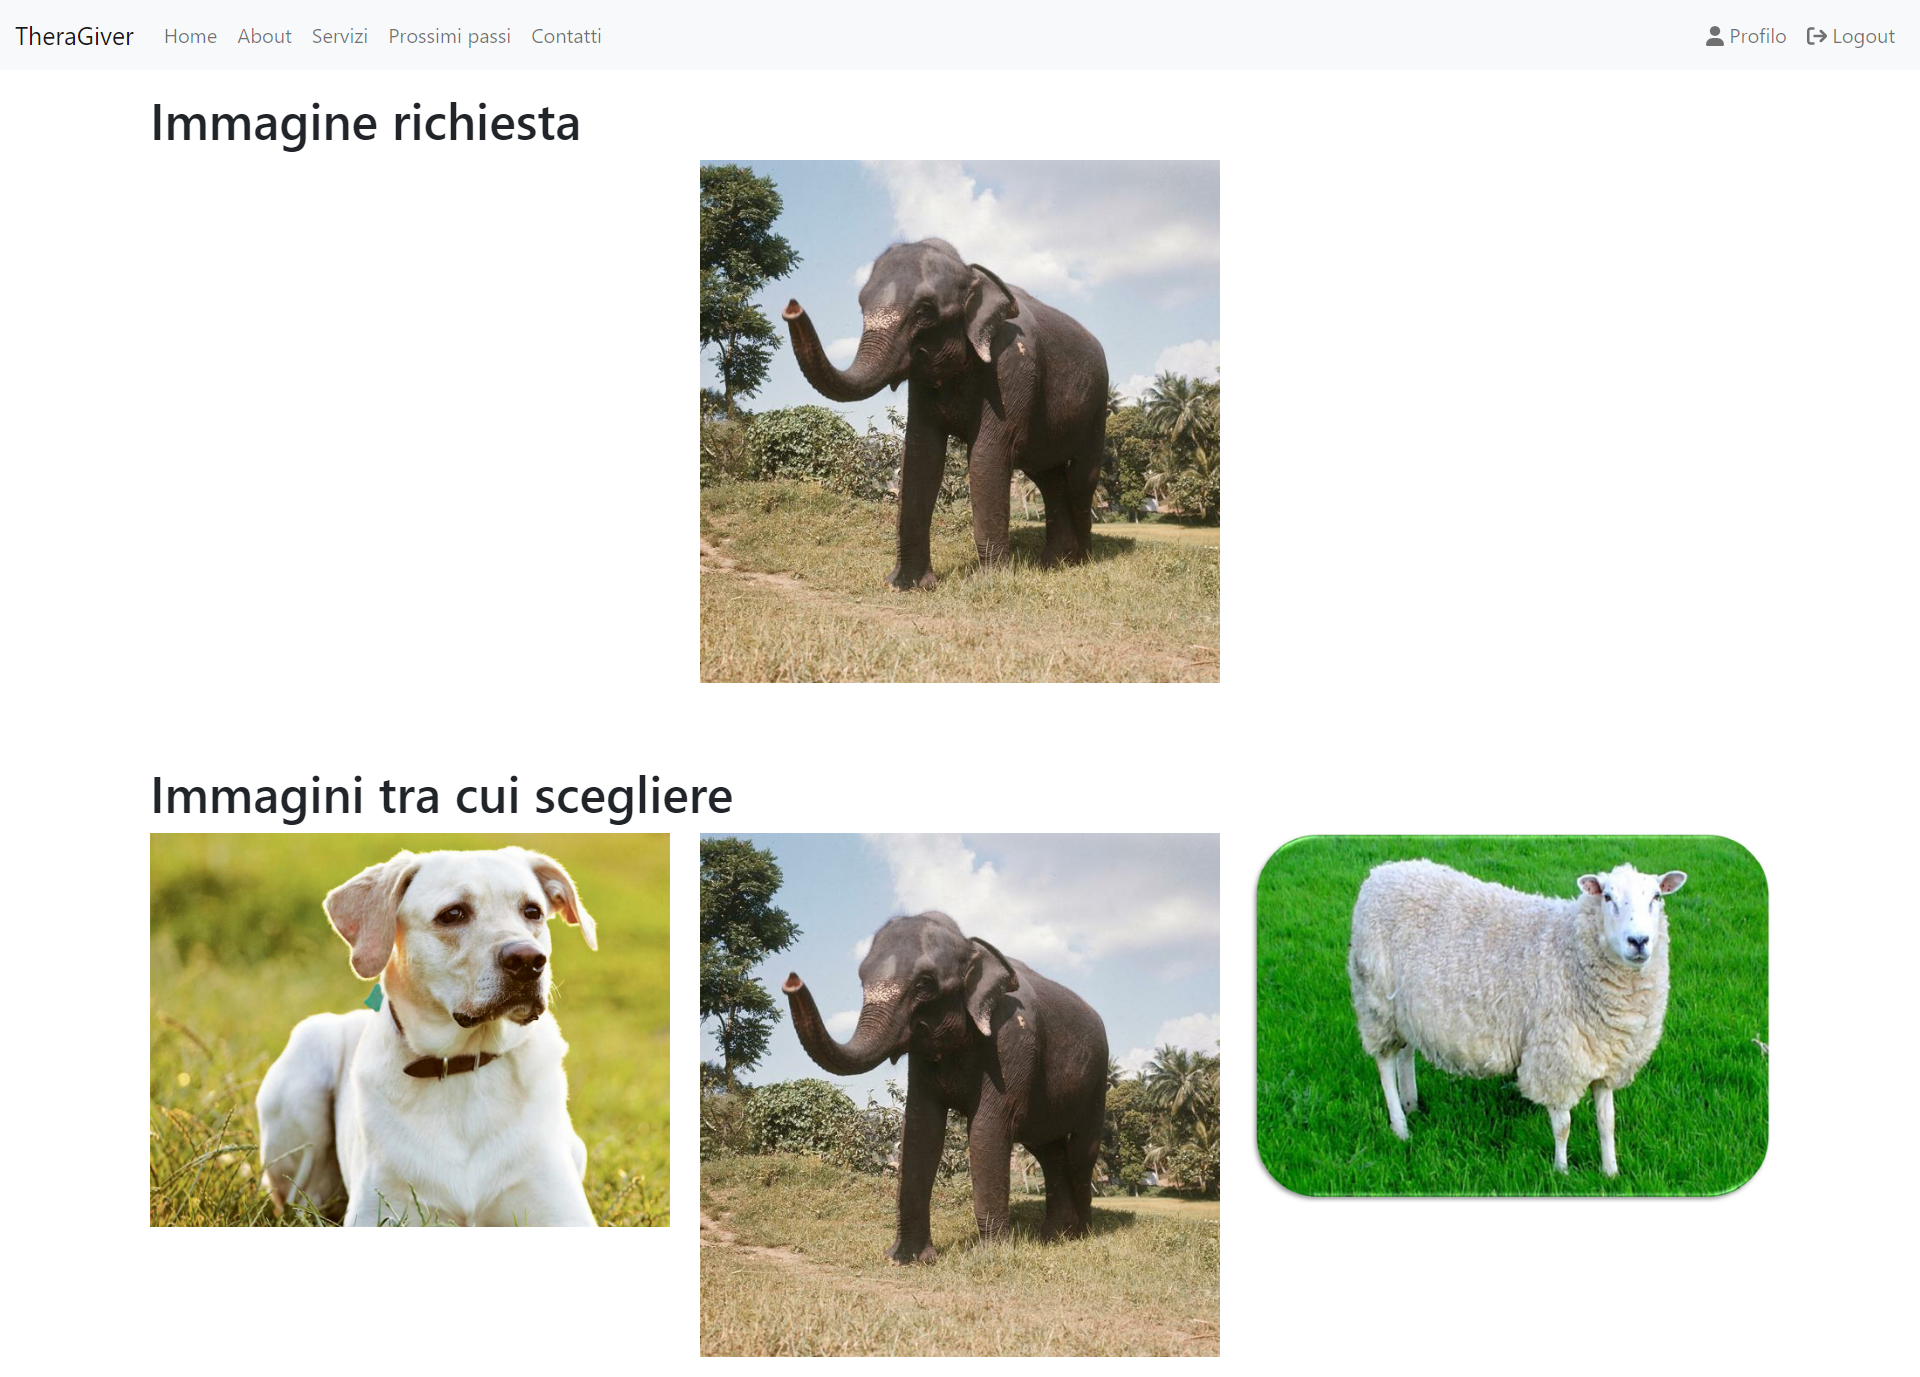 TheraGiver Home About Servizi Prossimi passi Contatti Profilo Logout
Immagine richiesta
Immagini tra cui scegliere